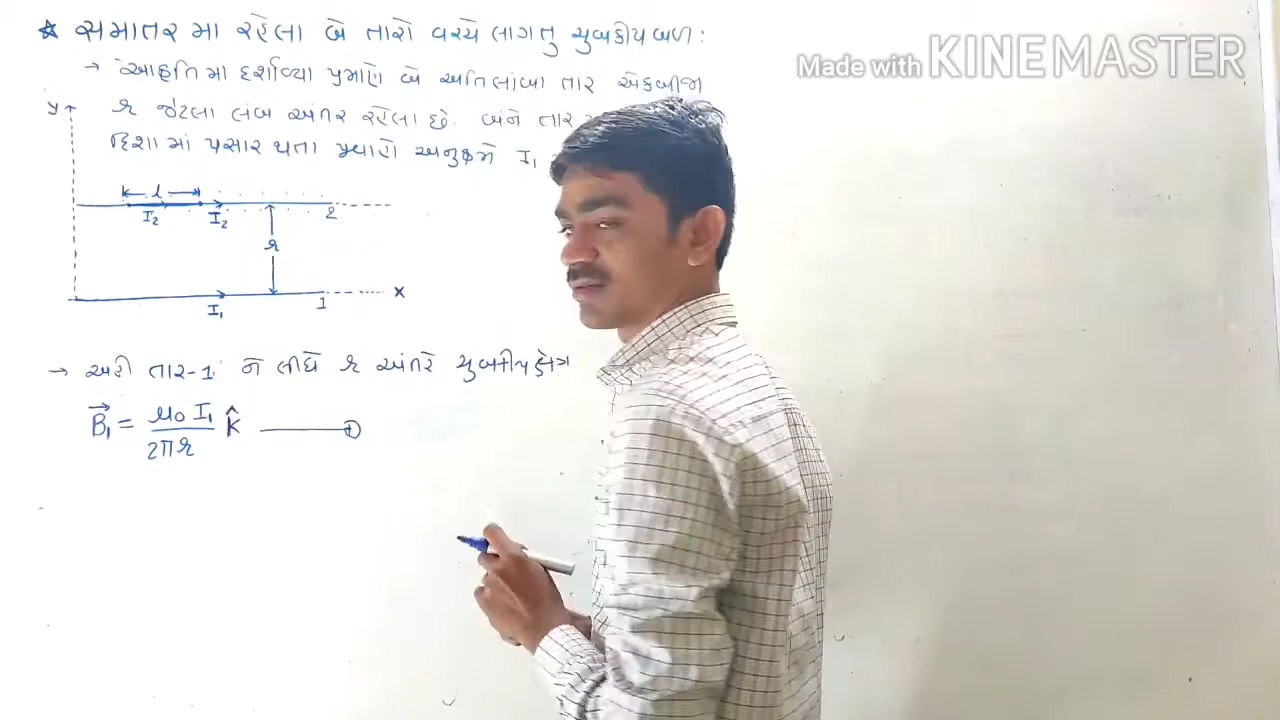 Made with KINEMASTER
☆ સમાતર મા રહેલા બે તારો વચ્ચે લાગતુ ચુબકીય બળ:
→ આકૃતિ મા દર્શાવ્યા પ્રમાણે બે અતિ લાંબા તાર એકબીજા
r જેટલા લંબ અંતર રહેલા છે. બંને તાર
દિશા માં પસાર થતા પ્રવાહો અનુક્રમે I₁
y
l
I₂ I₂ 2
r
I₁ 1 x
→ અહી તાર-1 ને લીધે r અંતરે ચુબકીયક્ષેત્ર
B⃗₁ = μ₀ I₁ / 2πr k̂ —— ①